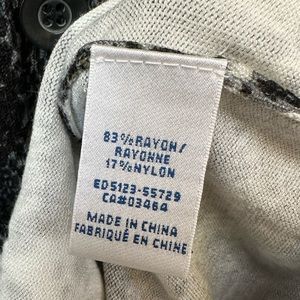 83%RAYON/
RAYONNE
17%NYLON
ED5123-55729
CA#03464
MADE IN CHINA
FABRIQUÉ EN CHINE